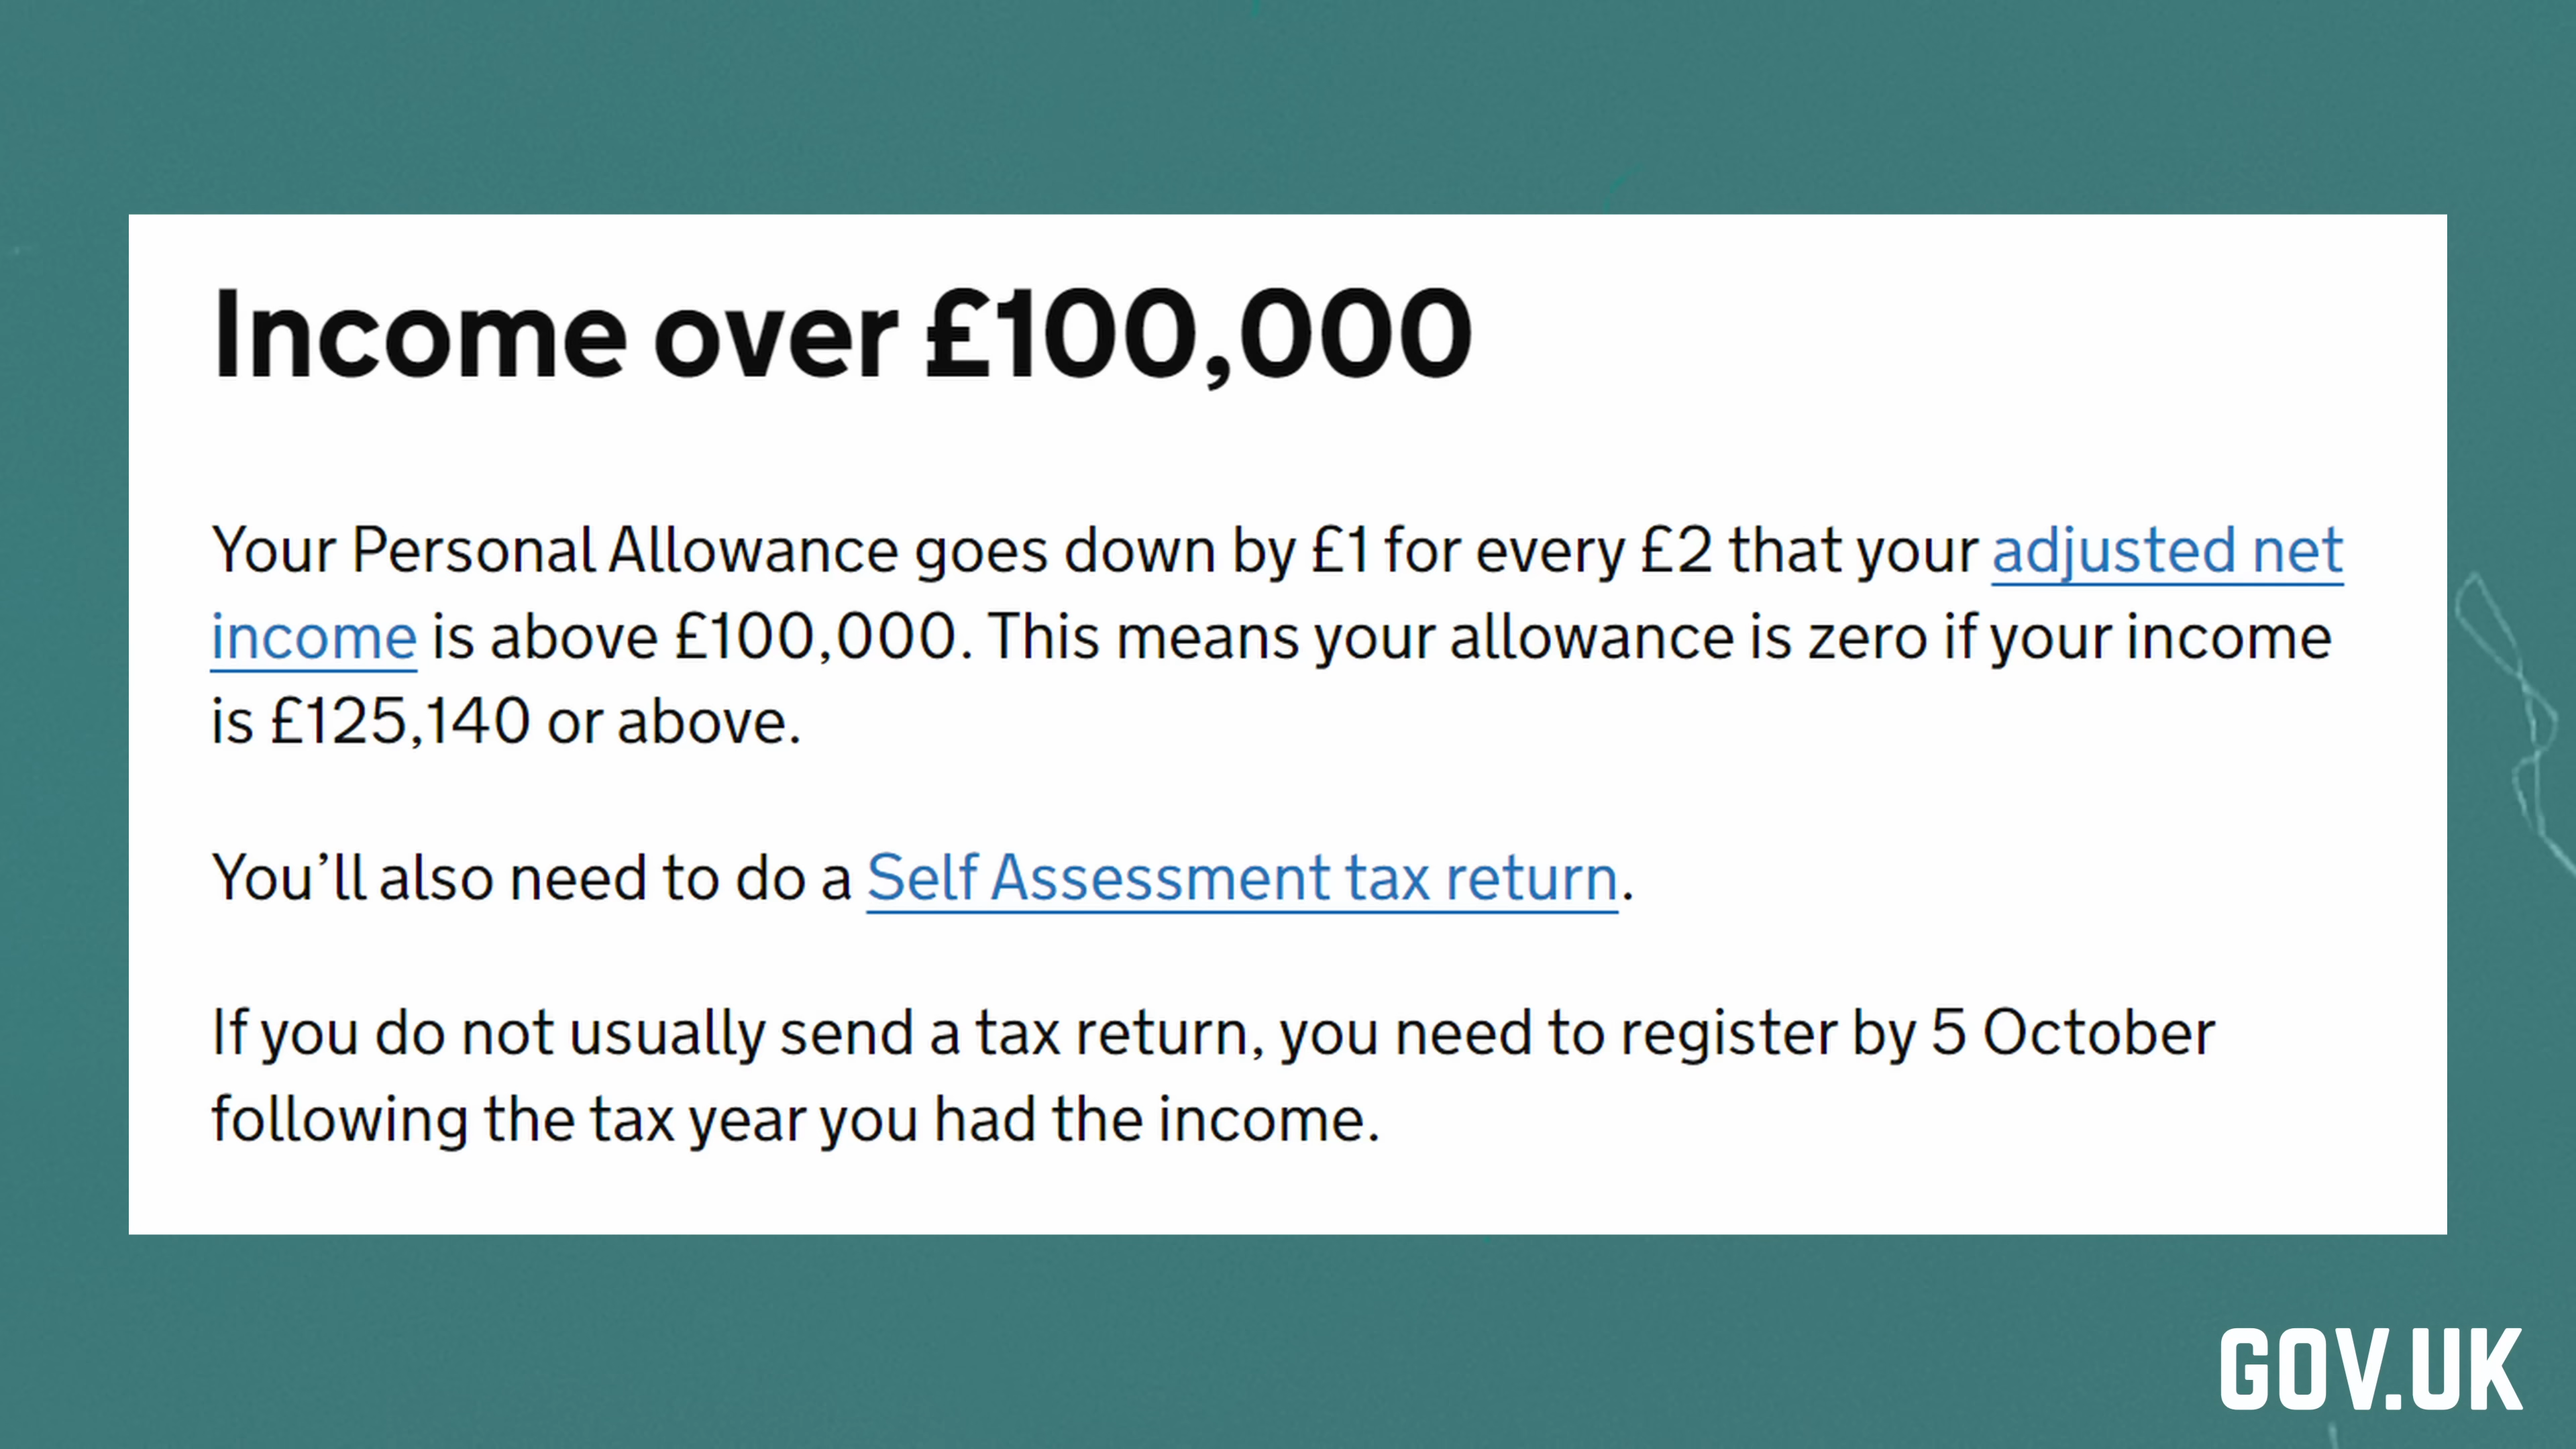 Income over £100,000
Your Personal Allowance goes down by £1 for every £2 that your adjusted net
income is above £100,000. This means your allowance is zero if your income
is £125,140 or above.
You’ll also need to do a Self Assessment tax return.
If you do not usually send a tax return, you need to register by 5 October
following the tax year you had the income.
GOV.UK